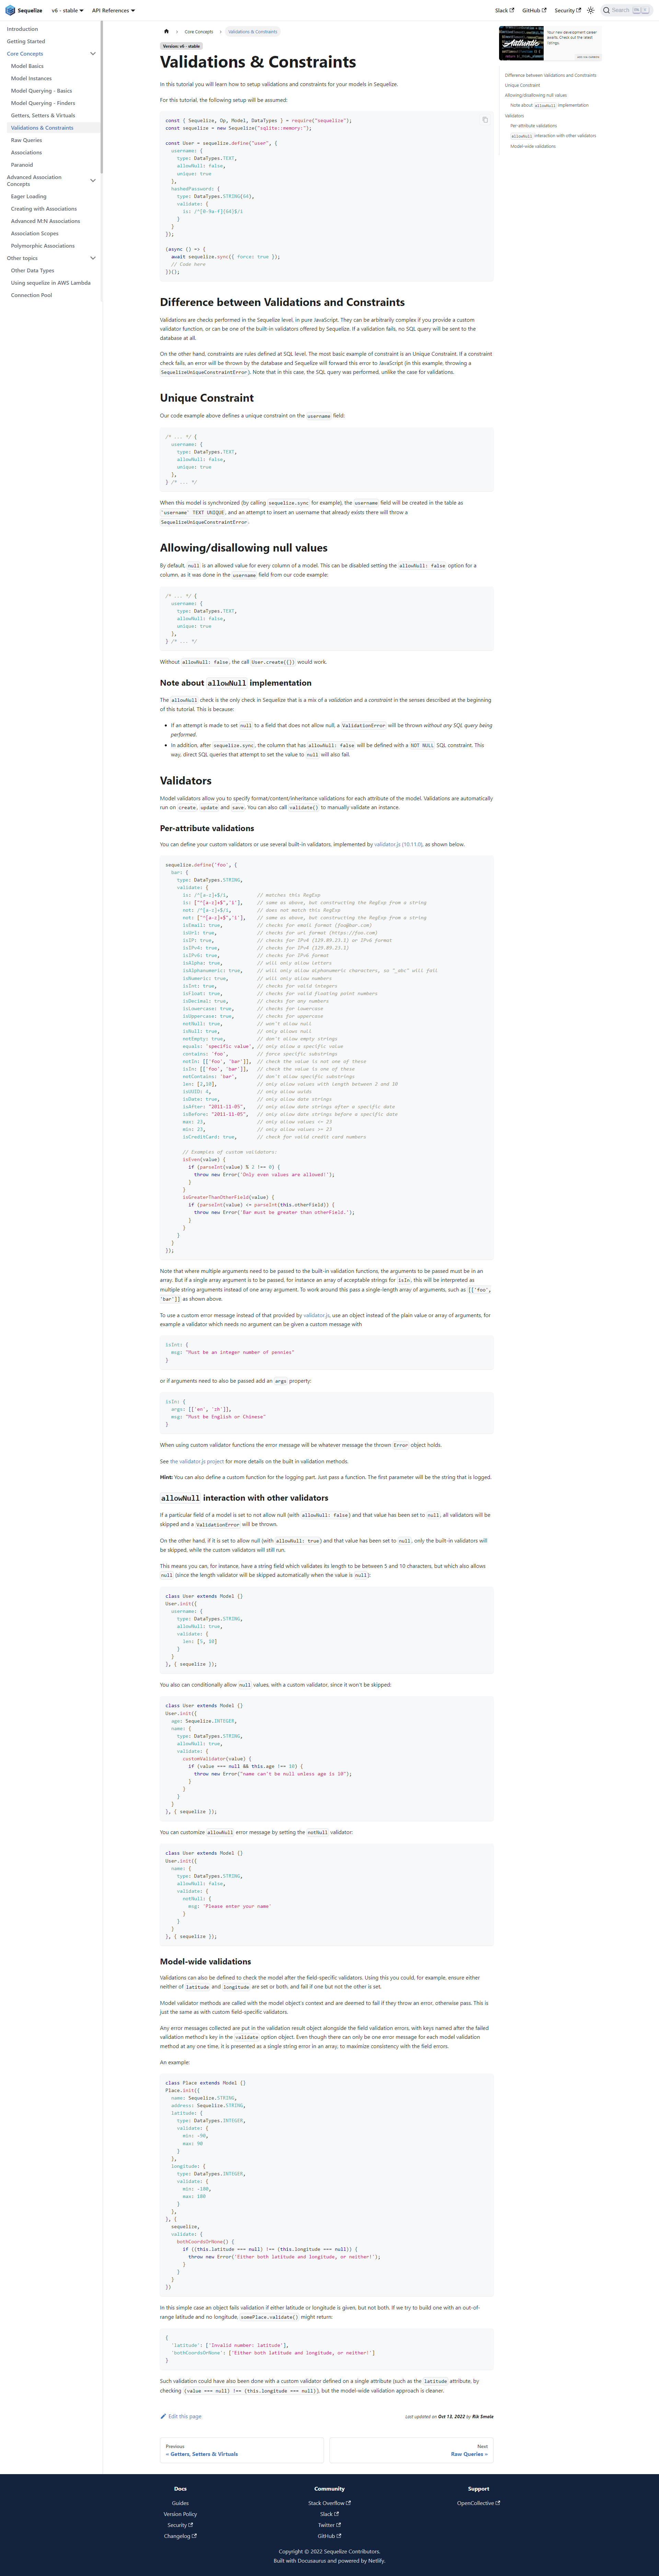 Sequelize
v6 - stable
API References
Slack
GitHub
Security
Search
Introduction
Getting Started
Core Concepts
Model Basics
Model Instances
Model Querying - Basics
Model Querying - Finders
Getters, Setters & Virtuals
Validations & Constraints
Raw Queries
Associations
Paranoid
Advanced Association
Concepts
Eager Loading
Creating with Associations
Advanced M:N Associations
Association Scopes
Polymorphic Associations
Other topics
Other Data Types
Using sequelize in AWS Lambda
Connection Pool
Core Concepts
Validations & Constraints
Version: v6 - stable
Validations & Constraints
In this tutorial you will learn how to setup validations and constraints for your models in Sequelize.
For this tutorial, the following setup will be assumed:
const { Sequelize, Op, Model, DataTypes } = require("sequelize");
const sequelize = new Sequelize("sqlite::memory:");
const User = sequelize.define("user", {
username: {
type: DataTypes.TEXT,
allowNull: false,
unique: true
},
hashedPassword: {
type: DataTypes.STRING(64),
validate: {
is: /^[0-9a-f]{64}$/i
}
}
});
(async () => {
await sequelize.sync({ force: true });
// Code here
})();
Difference between Validations and Constraints
Validations are checks performed in the Sequelize level, in pure JavaScript. They can be arbitrarily complex if you provide a custom
validator function, or can be one of the built-in validators offered by Sequelize. If a validation fails, no SQL query will be sent to the
database at all.
On the other hand, constraints are rules defined at SQL level. The most basic example of constraint is an Unique Constraint. If a constraint
check fails, an error will be thrown by the database and Sequelize will forward this error to JavaScript (in this example, throwing a
SequelizeUniqueConstraintError). Note that in this case, the SQL query was performed, unlike the case for validations.
Unique Constraint
Our code example above defines a unique constraint on the username field:
/* ... */ {
username: {
type: DataTypes.TEXT,
allowNull: false,
unique: true
},
} /* ... */
When this model is synchronized (by calling sequelize.sync for example), the username field will be created in the table as
`username` TEXT UNIQUE, and an attempt to insert an username that already exists there will throw a
SequelizeUniqueConstraintError.
Allowing/disallowing null values
By default, null is an allowed value for every column of a model. This can be disabled setting the allowNull: false option for a
column, as it was done in the username field from our code example:
/* ... */ {
username: {
type: DataTypes.TEXT,
allowNull: false,
unique: true
},
} /* ... */
Without allowNull: false, the call User.create({}) would work.
Note about allowNull implementation
The allowNull check is the only check in Sequelize that is a mix of a validation and a constraint in the senses described at the beginning
of this tutorial. This is because:
If an attempt is made to set null to a field that does not allow null, a ValidationError will be thrown without any SQL query being
performed.
In addition, after sequelize.sync, the column that has allowNull: false will be defined with a NOT NULL SQL constraint. This
way, direct SQL queries that attempt to set the value to null will also fail.
Validators
Model validators allow you to specify format/content/inheritance validations for each attribute of the model. Validations are automatically
run on create, update and save. You can also call validate() to manually validate an instance.
Per-attribute validations
You can define your custom validators or use several built-in validators, implemented by validator.js (10.11.0), as shown below.
sequelize.define('foo', {
bar: {
type: DataTypes.STRING,
validate: {
is: /^[a-z]+$/i, // matches this RegExp
is: ["^[a-z]+$",'i'], // same as above, but constructing the RegExp from a string
not: /^[a-z]+$/i, // does not match this RegExp
not: ["^[a-z]+$",'i'], // same as above, but constructing the RegExp from a string
isEmail: true, // checks for email format (foo@bar.com)
isUrl: true, // checks for url format (https://foo.com)
isIP: true, // checks for IPv4 (129.89.23.1) or IPv6 format
isIPv4: true, // checks for IPv4 (129.89.23.1)
isIPv6: true, // checks for IPv6 format
isAlpha: true, // will only allow letters
isAlphanumeric: true, // will only allow alphanumeric characters, so "_abc" will fail
isNumeric: true, // will only allow numbers
isInt: true, // checks for valid integers
isFloat: true, // checks for valid floating point numbers
isDecimal: true, // checks for any numbers
isLowercase: true, // checks for lowercase
isUppercase: true, // checks for uppercase
notNull: true, // won't allow null
isNull: true, // only allows null
notEmpty: true, // don't allow empty strings
equals: 'specific value', // only allow a specific value
contains: 'foo', // force specific substrings
notIn: [['foo', 'bar']], // check the value is not one of these
isIn: [['foo', 'bar']], // check the value is one of these
notContains: 'bar', // don't allow specific substrings
len: [2,10], // only allow values with length between 2 and 10
isUUID: 4, // only allow uuids
isDate: true, // only allow date strings
isAfter: "2011-11-05", // only allow date strings after a specific date
isBefore: "2011-11-05", // only allow date strings before a specific date
max: 23, // only allow values <= 23
min: 23, // only allow values >= 23
isCreditCard: true, // check for valid credit card numbers
// Examples of custom validators:
isEven(value) {
if (parseInt(value) % 2 !== 0) {
throw new Error('Only even values are allowed!');
}
}
isGreaterThanOtherField(value) {
if (parseInt(value) <= parseInt(this.otherField)) {
throw new Error('Bar must be greater than otherField.');
}
}
}
}
});
Note that where multiple arguments need to be passed to the built-in validation functions, the arguments to be passed must be in an
array. But if a single array argument is to be passed, for instance an array of acceptable strings for isIn, this will be interpreted as
multiple string arguments instead of one array argument. To work around this pass a single-length array of arguments, such as [['foo',
'bar']] as shown above.
To use a custom error message instead of that provided by validator.js, use an object instead of the plain value or array of arguments, for
example a validator which needs no argument can be given a custom message with
isInt: {
msg: "Must be an integer number of pennies"
}
or if arguments need to also be passed add an args property:
isIn: {
args: [['en', 'zh']],
msg: "Must be English or Chinese"
}
When using custom validator functions the error message will be whatever message the thrown Error object holds.
See the validator.js project for more details on the built in validation methods.
Hint: You can also define a custom function for the logging part. Just pass a function. The first parameter will be the string that is logged.
allowNull interaction with other validators
If a particular field of a model is set to not allow null (with allowNull: false) and that value has been set to null, all validators will be
skipped and a ValidationError will be thrown.
On the other hand, if it is set to allow null (with allowNull: true) and that value has been set to null, only the built-in validators will
be skipped, while the custom validators will still run.
This means you can, for instance, have a string field which validates its length to be between 5 and 10 characters, but which also allows
null (since the length validator will be skipped automatically when the value is null):
class User extends Model {}
User.init({
username: {
type: DataTypes.STRING,
allowNull: true,
validate: {
len: [5, 10]
}
}
}, { sequelize });
You also can conditionally allow null values, with a custom validator, since it won't be skipped:
class User extends Model {}
User.init({
age: Sequelize.INTEGER,
name: {
type: DataTypes.STRING,
allowNull: true,
validate: {
customValidator(value) {
if (value === null && this.age !== 10) {
throw new Error("name can't be null unless age is 10");
}
}
}
}
}, { sequelize });
You can customize allowNull error message by setting the notNull validator:
class User extends Model {}
User.init({
name: {
type: DataTypes.STRING,
allowNull: false,
validate: {
notNull: {
msg: 'Please enter your name'
}
}
}
}, { sequelize });
Model-wide validations
Validations can also be defined to check the model after the field-specific validators. Using this you could, for example, ensure either
neither of latitude and longitude are set or both, and fail if one but not the other is set.
Model validator methods are called with the model object's context and are deemed to fail if they throw an error, otherwise pass. This is
just the same as with custom field-specific validators.
Any error messages collected are put in the validation result object alongside the field validation errors, with keys named after the failed
validation method's key in the validate option object. Even though there can only be one error message for each model validation
method at any one time, it is presented as a single string error in an array, to maximize consistency with the field errors.
An example:
class Place extends Model {}
Place.init({
name: Sequelize.STRING,
address: Sequelize.STRING,
latitude: {
type: DataTypes.INTEGER,
validate: {
min: -90,
max: 90
}
},
longitude: {
type: DataTypes.INTEGER,
validate: {
min: -180,
max: 180
}
},
}, {
sequelize,
validate: {
bothCoordsOrNone() {
if ((this.latitude === null) !== (this.longitude === null)) {
throw new Error('Either both latitude and longitude, or neither!');
}
}
}
})
In this simple case an object fails validation if either latitude or longitude is given, but not both. If we try to build one with an out-of-
range latitude and no longitude, somePlace.validate() might return:
{
'latitude': ['Invalid number: latitude'],
'bothCoordsOrNone': ['Either both latitude and longitude, or neither!']
}
Such validation could have also been done with a custom validator defined on a single attribute (such as the latitude attribute, by
checking (value === null) !== (this.longitude === null)), but the model-wide validation approach is cleaner.
Edit this page
Last updated on Oct 13, 2022 by Rik Smale
Previous
« Getters, Setters & Virtuals
Next
Raw Queries »
Your new development career
awaits. Check out the latest
listings.
Difference between Validations and Constraints
Unique Constraint
Allowing/disallowing null values
Note about allowNull implementation
Validators
Per-attribute validations
allowNull interaction with other validators
Model-wide validations
Docs
Guides
Version Policy
Security
Changelog
Community
Stack Overflow
Slack
Twitter
GitHub
Support
OpenCollective
Copyright © 2022 Sequelize Contributors.
Built with Docusaurus and powered by Netlify.